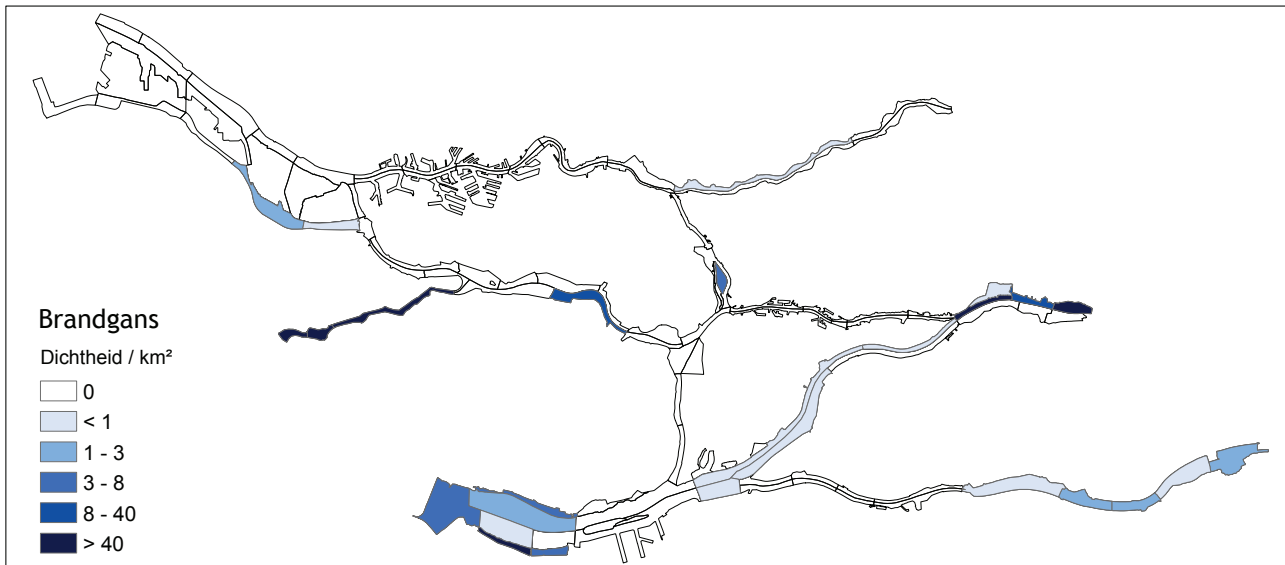 Brandgans
Dichtheid / km²
0
< 1
1 - 3
3 - 8
8 - 40
> 40